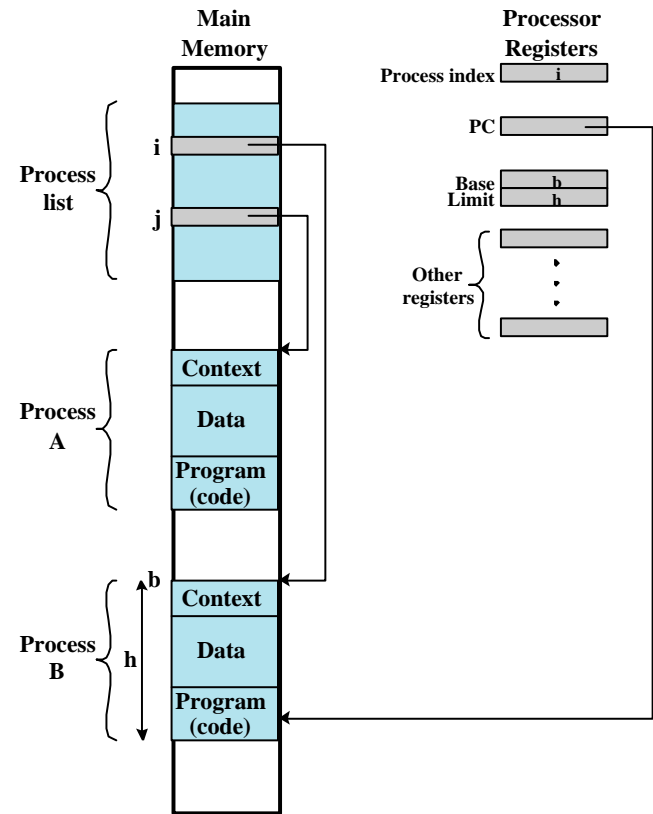 Main
Memory
Processor
Registers
Process index
i
PC
Base
b
Limit
h
Other
registers
Process
list
i
j
Process
A
Context
Data
Program
(code)
Process
B
b
h
Context
Data
Program
(code)